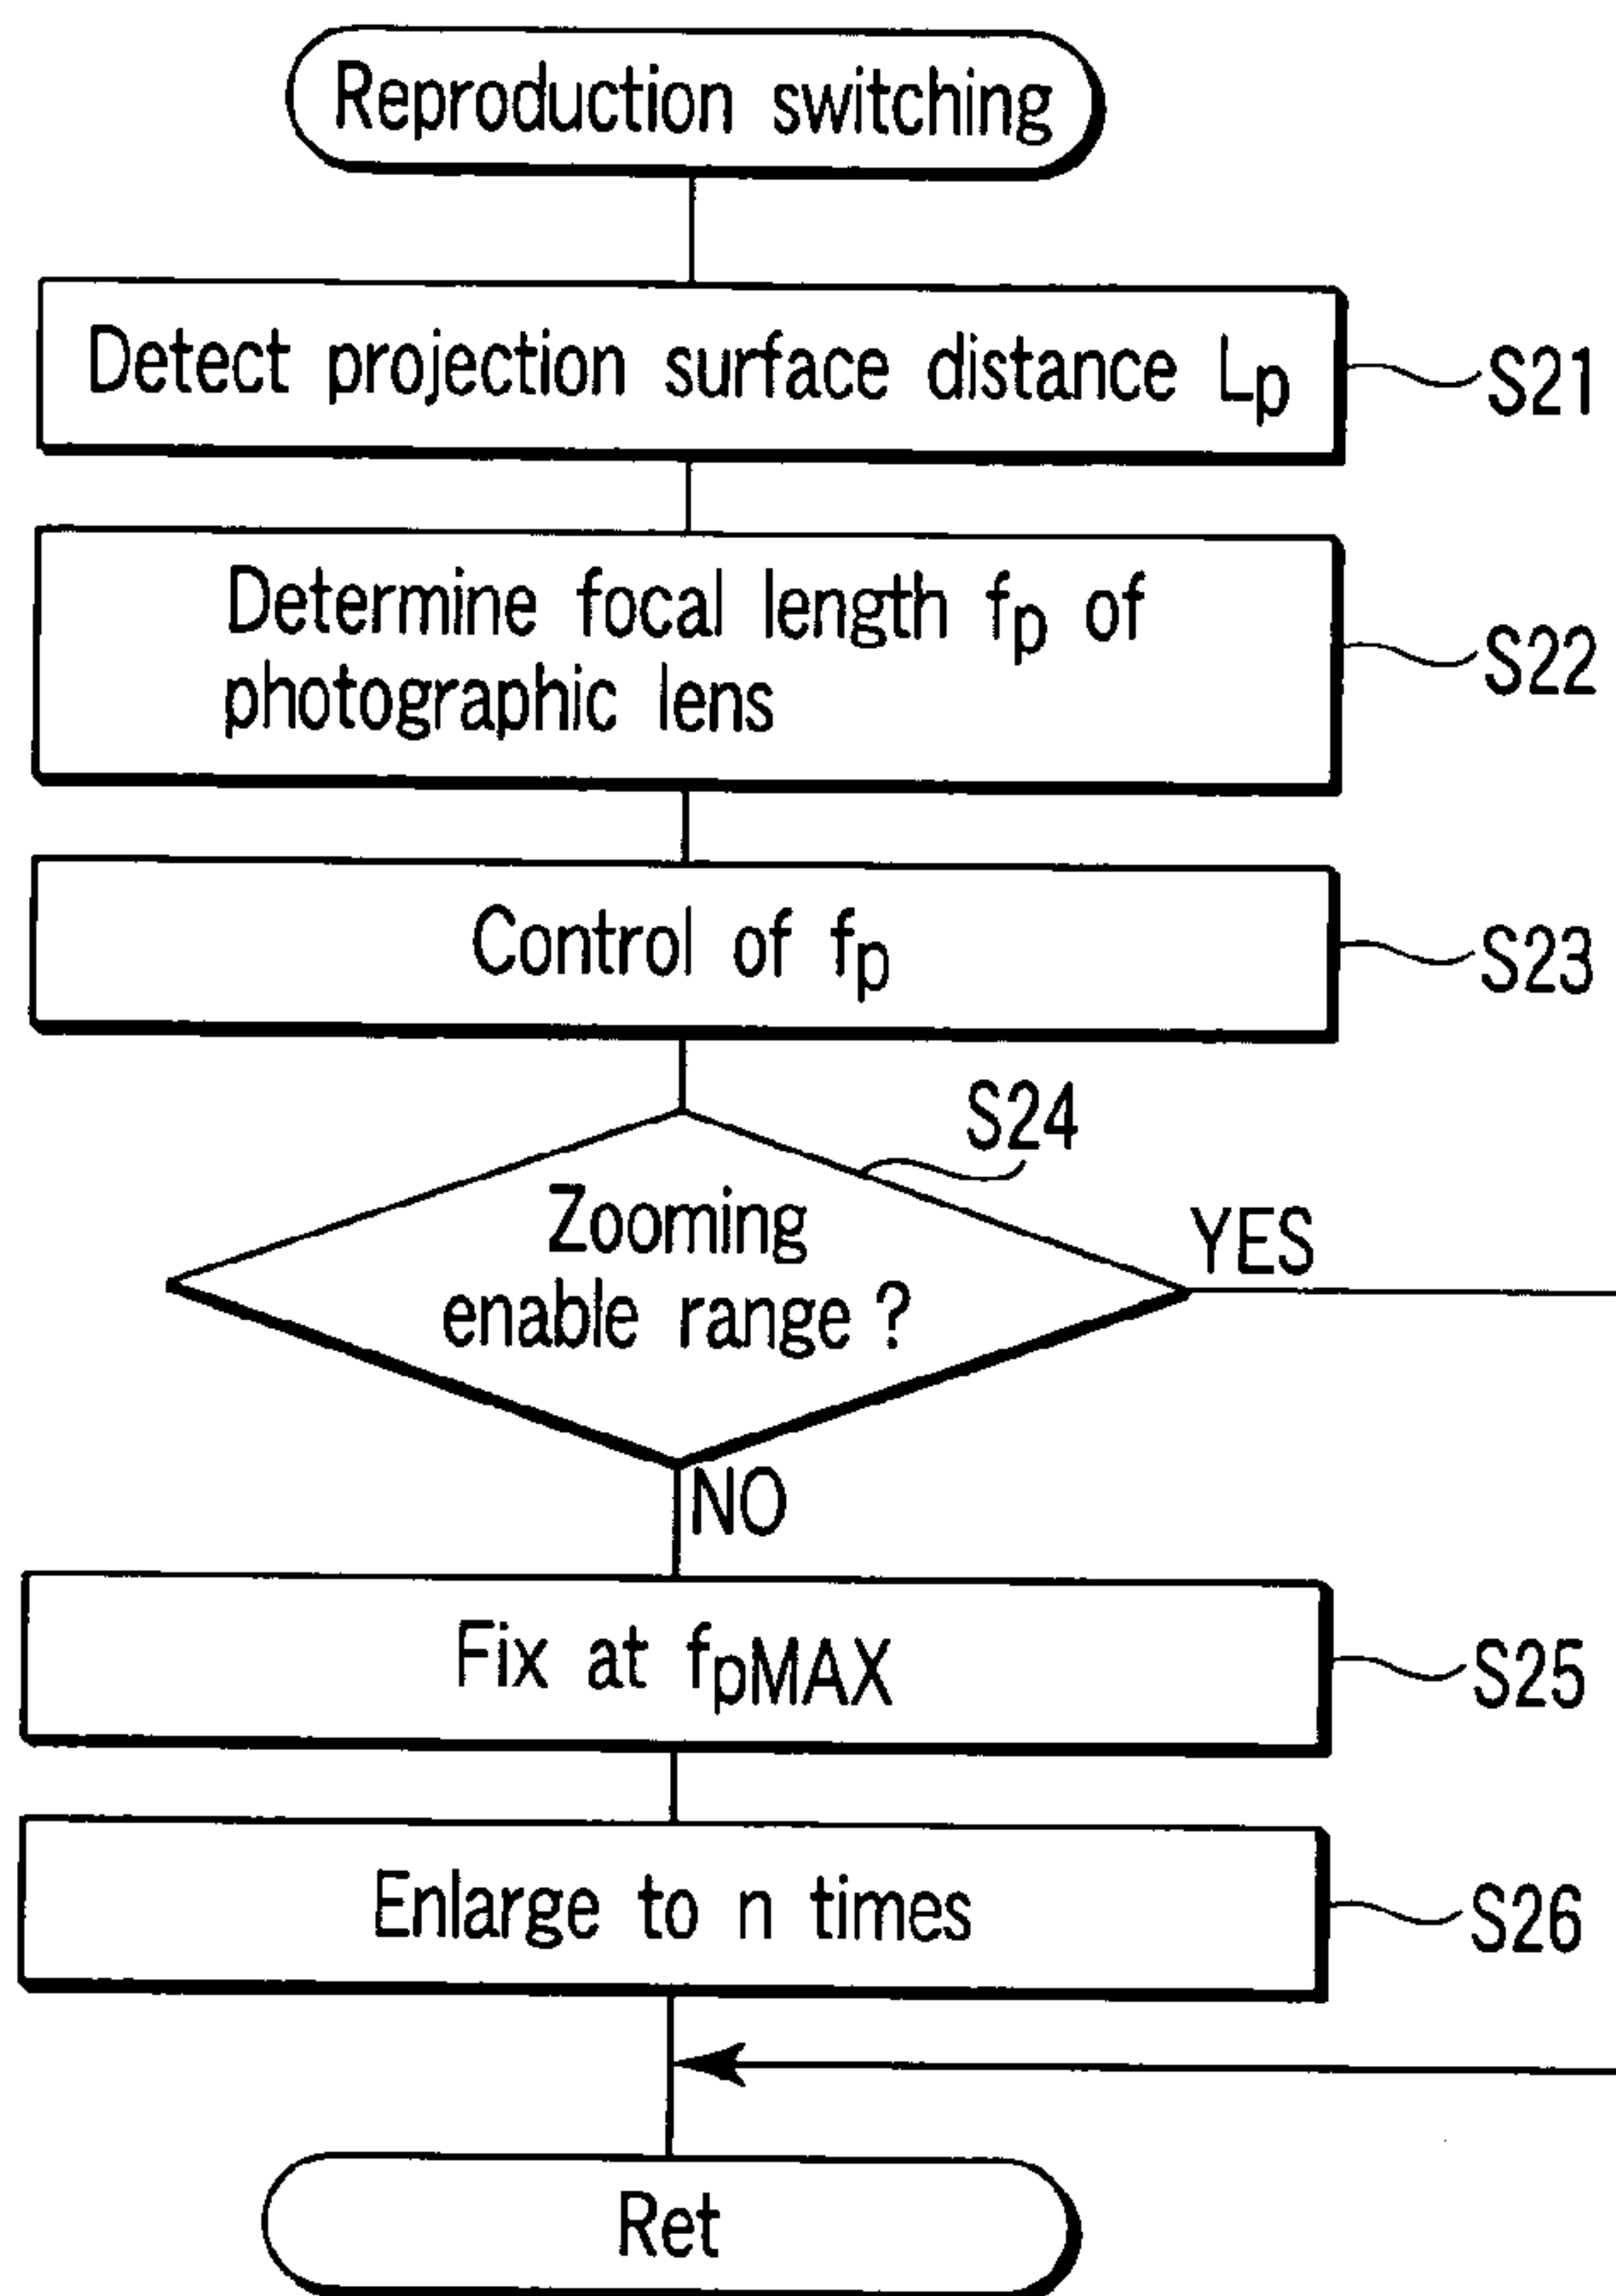 Reproduction switching
Detect projection surface distance Lp
S21
Determine focal length fp of
photographic lens
S22
Control of fp
S23
S24
Zooming
enable range ?
YES
NO
Fix at fpMAX
S25
Enlarge to n times
S26
Ret